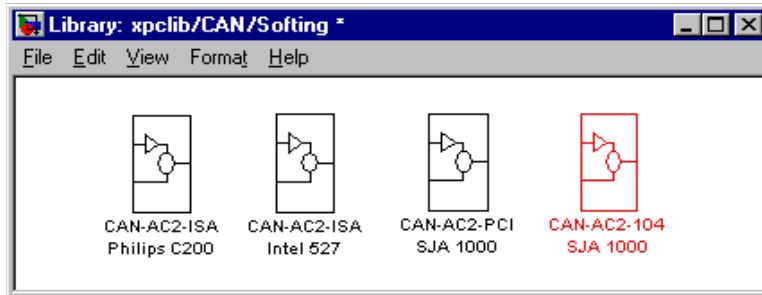 Library: xpclib/CAN/Softing *
File Edit View Format Help
CAN-AC2-ISA CAN-AC2-ISA CAN-AC2-PCI CAN-AC2-104
Philips C200 Intel 527 SJA 1000 SJA 1000